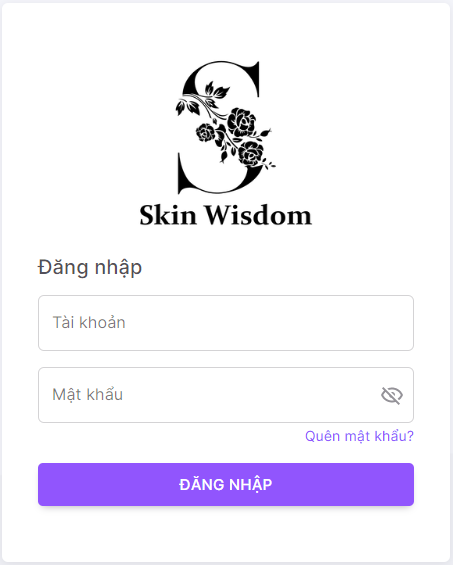 S
Skin Wisdom
Đăng nhập
Tài khoản
Mật khẩu
Quên mật khẩu?
ĐĂNG NHẬP